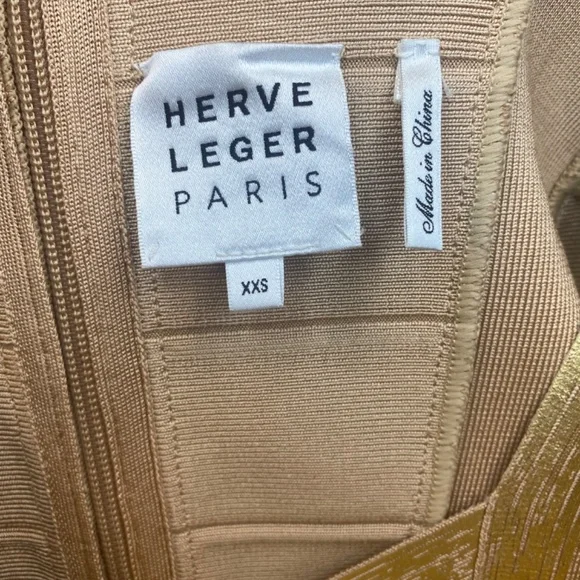 HERVE
LEGER
PARIS
XXS
Made in China